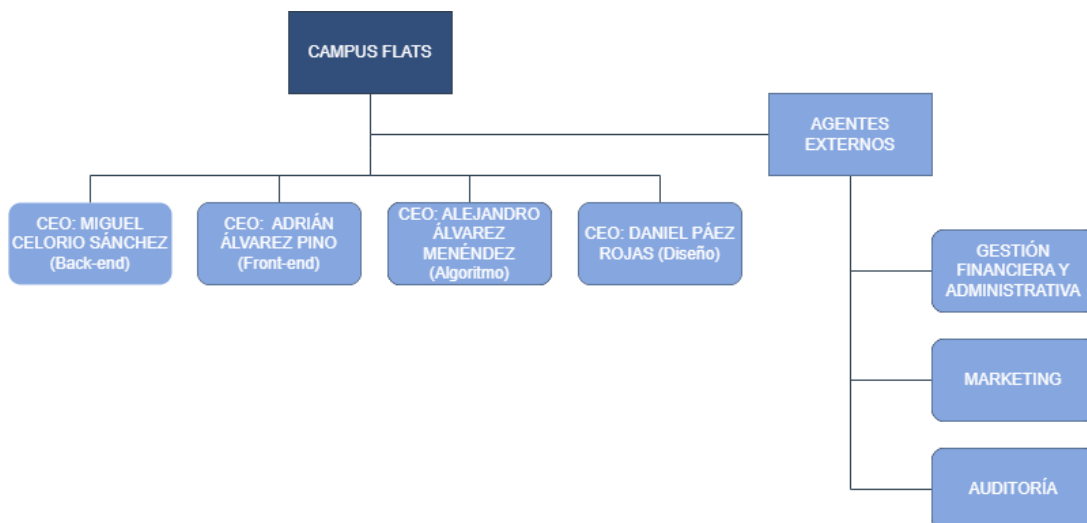 CAMPUS FLATS
AGENTES
EXTERNOS
CEO: MIGUEL
CELORIO SÁNCHEZ
(Back-end)
CEO: ADRIÁN
ÁLVAREZ PINO
(Front-end)
CEO: ALEJANDRO
ÁLVAREZ
MENÉNDEZ
(Algoritmo)
CEO: DANIEL PÁEZ
ROJAS (Diseño)
GESTIÓN
FINANCIERA Y
ADMINISTRATIVA
MARKETING
AUDITORÍA